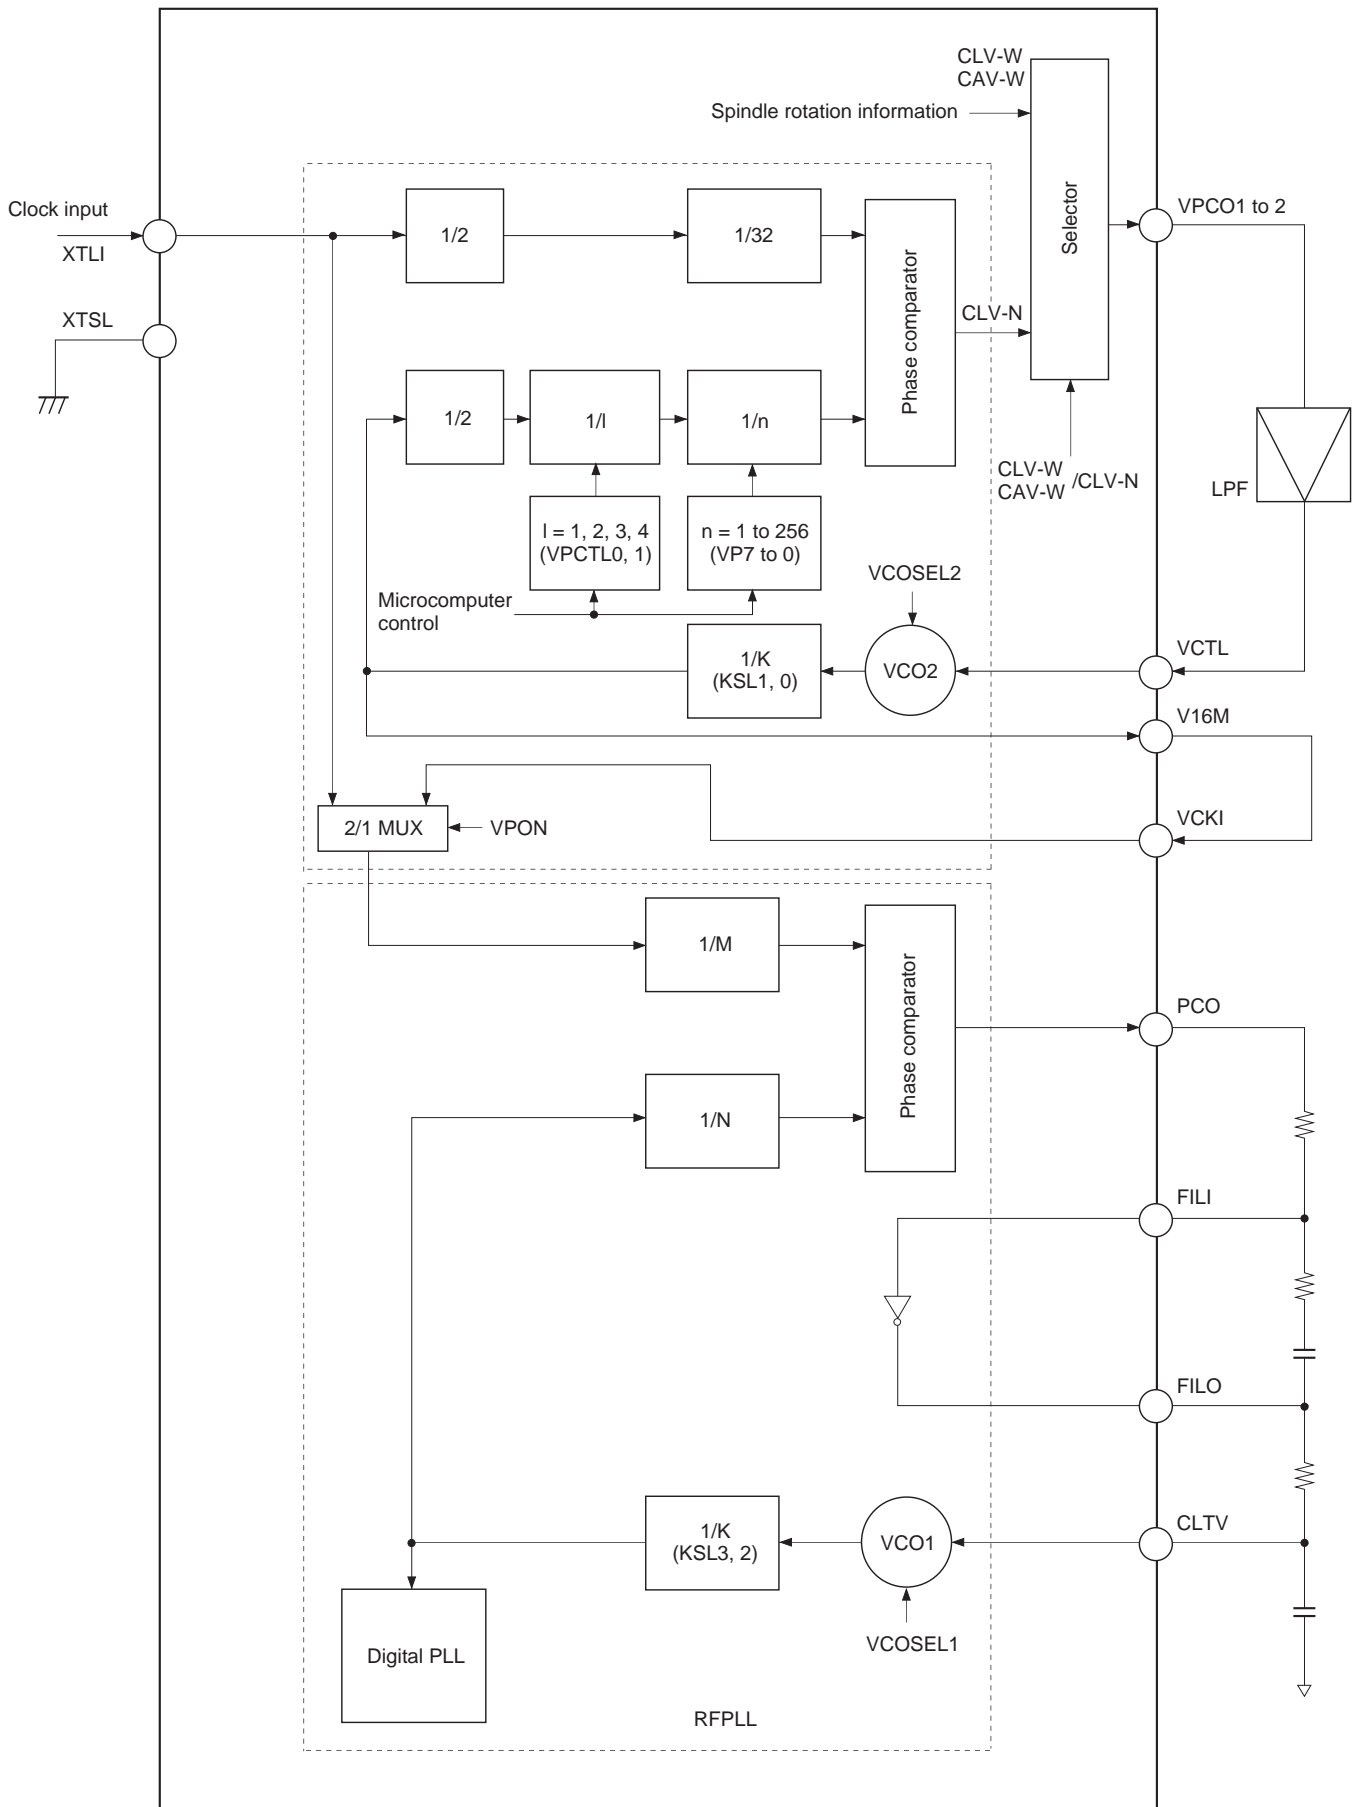 CLV-W
CAV-W
Spindle rotation information
Selector
Clock input
XTLI
1/2
1/32
Phase comparator
VPCO1 to 2
XTSL
CLV-N
1/2
1/l
1/n
CLV-W
CAV-W
/CLV-N
LPF
l = 1, 2, 3, 4
(VPCTL0, 1)
n = 1 to 256
(VP7 to 0)
Microcomputer
control
VCOSEL2
1/K
(KSL1, 0)
VCO2
VCTL
V16M
2/1 MUX
VPON
VCKI
1/M
Phase comparator
PCO
1/N
FILI
FILO
1/K
(KSL3, 2)
VCO1
CLTV
VCOSEL1
Digital PLL
RFPLL